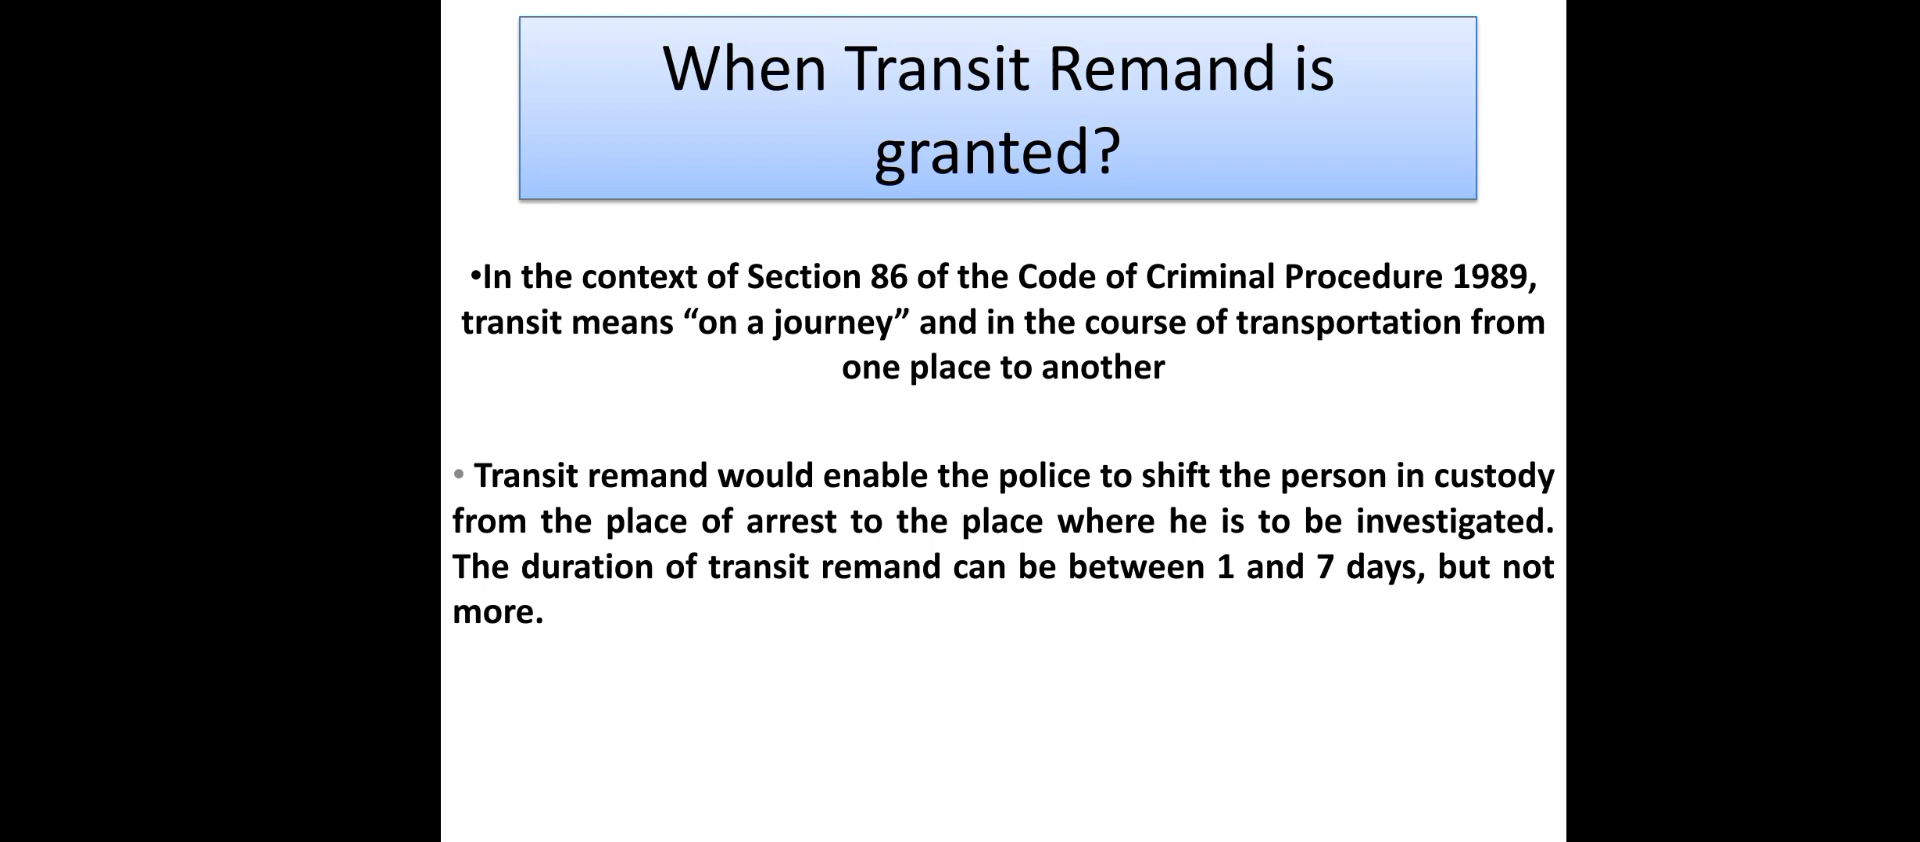 When Transit Remand is
granted?
•In the context of Section 86 of the Code of Criminal Procedure 1989,
transit means “on a journey” and in the course of transportation from
one place to another
• Transit remand would enable the police to shift the person in custody
from the place of arrest to the place where he is to be investigated.
The duration of transit remand can be between 1 and 7 days, but not
more.